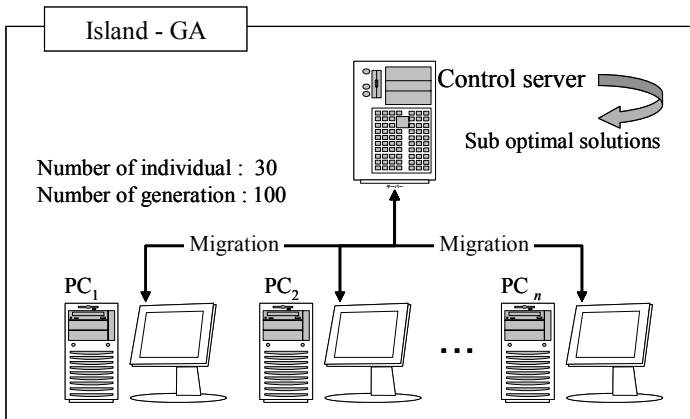 Island - GA
Control server
Sub optimal solutions
Number of individual : 30
Number of generation : 100
Migration Migration
PC1 PC2 PCn
...